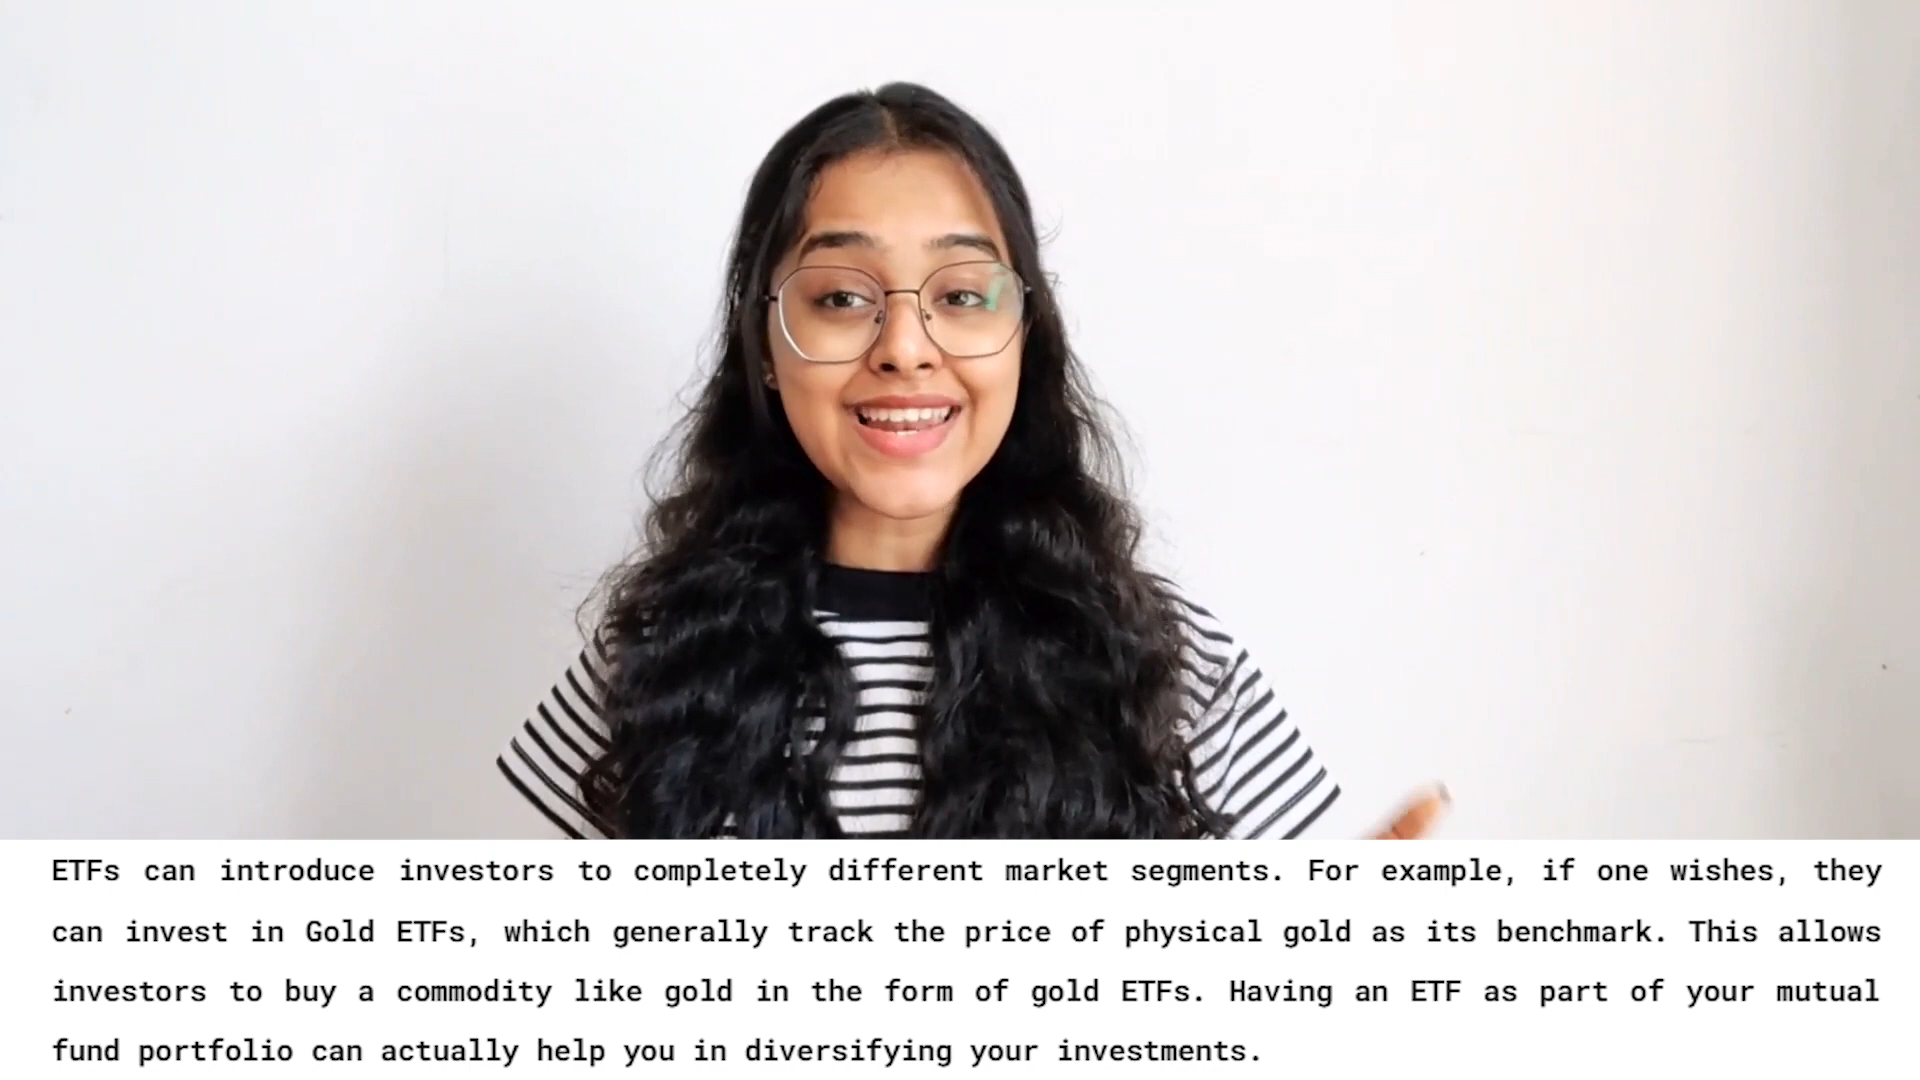 ETFs can introduce investors to completely different market segments. For example, if one wishes, they
can invest in Gold ETFs, which generally track the price of physical gold as its benchmark. This allows
investors to buy a commodity like gold in the form of gold ETFs. Having an ETF as part of your mutual
fund portfolio can actually help you in diversifying your investments.